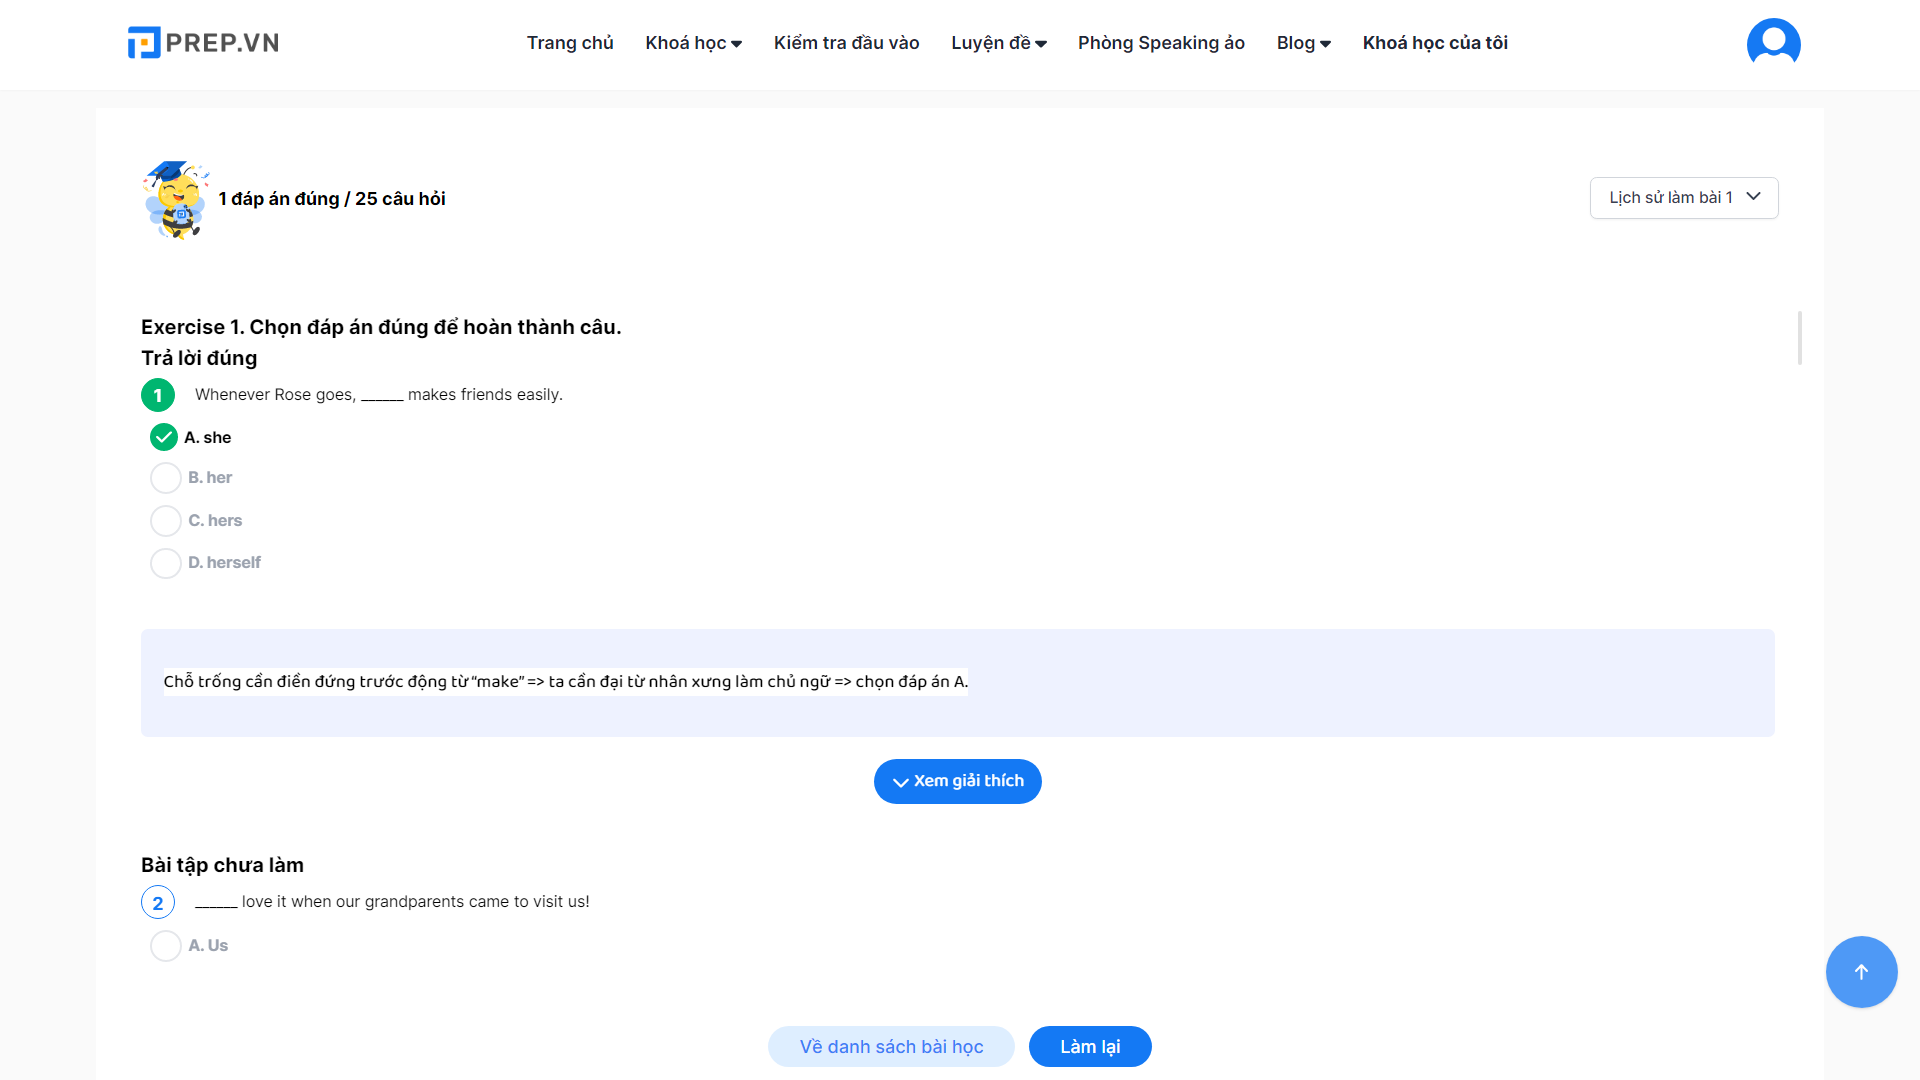 PREP.VN
Trang chủ Khoá học Kiểm tra đầu vào Luyện đề Phòng Speaking ảo Blog Khoá học của tôi
1 đáp án đúng / 25 câu hỏi
Lịch sử làm bài 1
Exercise 1. Chọn đáp án đúng để hoàn thành câu.
Trả lời đúng
1 Whenever Rose goes, ______ makes friends easily.
A. she
B. her
C. hers
D. herself
Chỗ trống cần điền đứng trước động từ “make” => ta cần đại từ nhân xưng làm chủ ngữ => chọn đáp án A.
Xem giải thích
Bài tập chưa làm
2 ______ love it when our grandparents came to visit us!
A. Us
Về danh sách bài học Làm lại